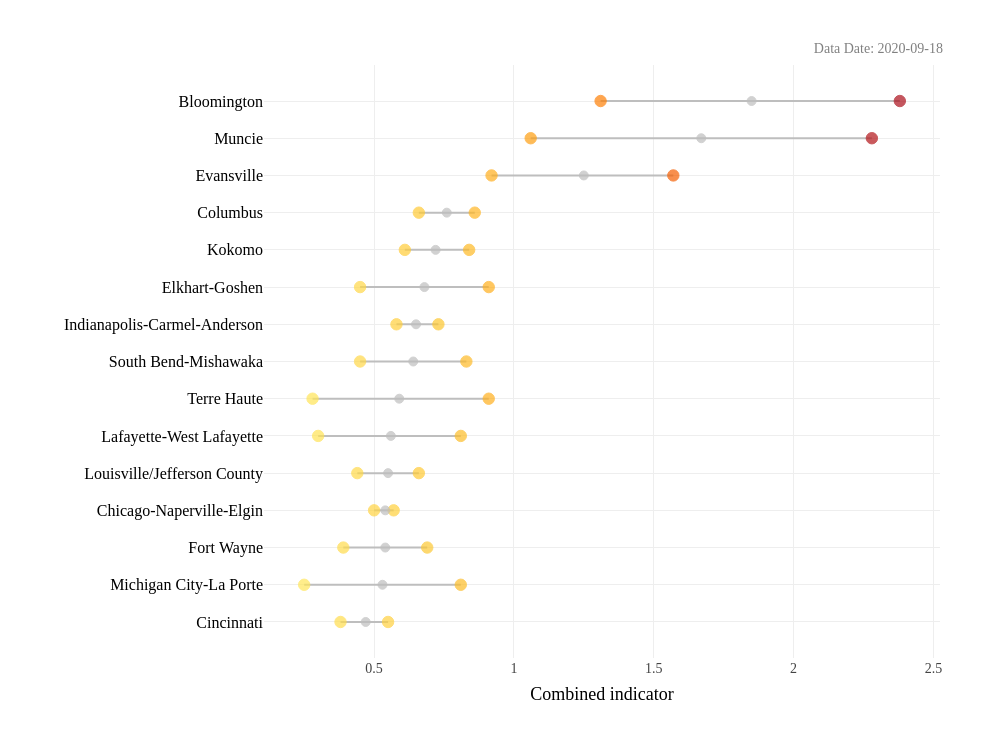 Data Date: 2020-09-18
Bloomington
Muncie
Evansville
Columbus
Kokomo
Elkhart-Goshen
Indianapolis-Carmel-Anderson
South Bend-Mishawaka
Terre Haute
Lafayette-West Lafayette
Louisville/Jefferson County
Chicago-Naperville-Elgin
Fort Wayne
Michigan City-La Porte
Cincinnati
0.5 1 1.5 2 2.5
Combined indicator